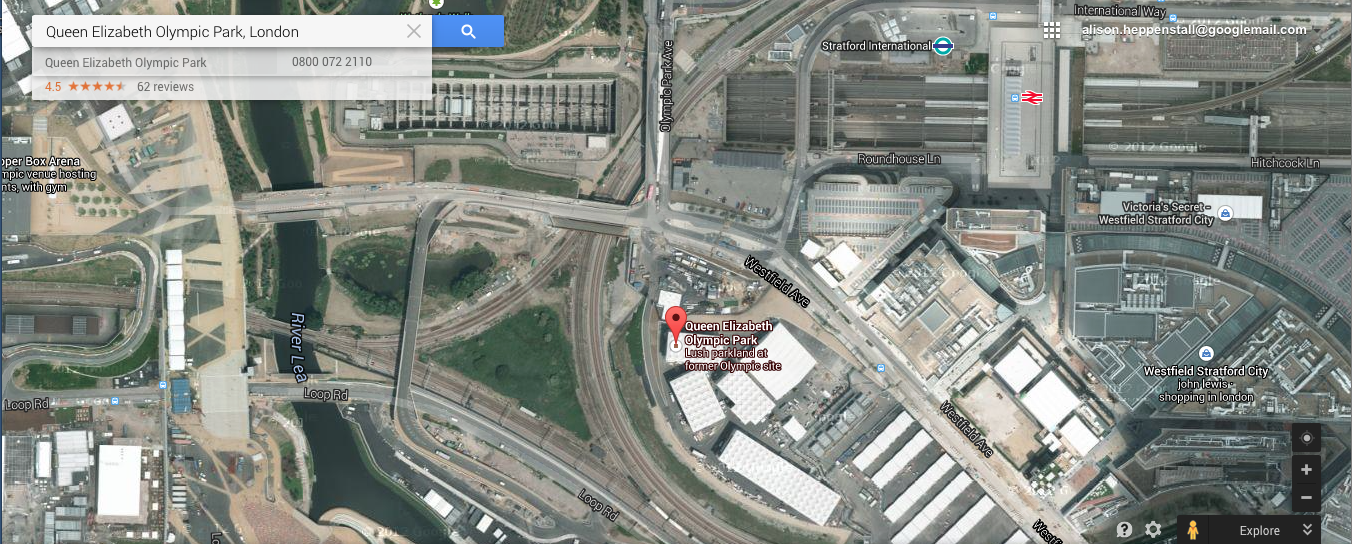 Queen Elizabeth Olympic Park, London
Queen Elizabeth Olympic Park 0800 072 2110
4.5 62 reviews
International Way
alison.heppenstall@googlemail.com
Stratford International
Olympic Park Ave
© 2012 Google
Roundhouse Ln
Hitchcock Ln
pper Box Arena
mpic venue hosting
nts, with gym
Victoria's Secret -
Westfield Stratford City
Westfield Ave
River Lea
Queen Elizabeth
Olympic Park
Lush parkland at
former Olympic site
Westfield Stratford City
john lewis -
shopping in london
Loop Rd
Loop Rd
Westfield Ave
Loop Rd
Westf
Lo
Explore